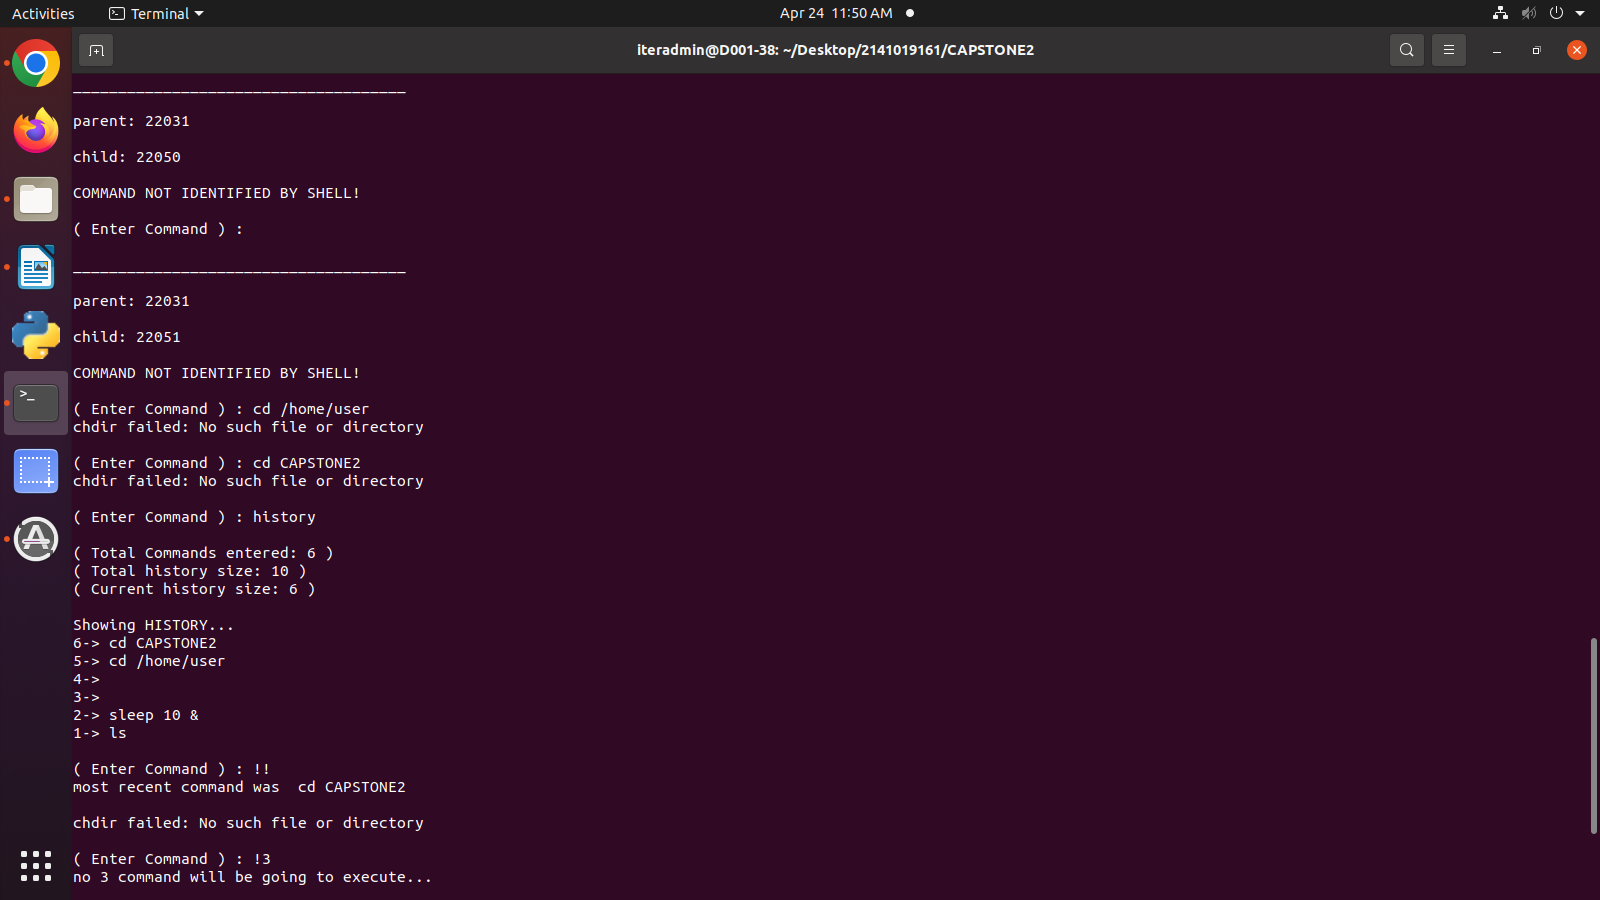 Activities
Terminal
Apr 24 11:50 AM
iteradmin@D001-38: ~/Desktop/2141019161/CAPSTONE2
_____________________________________
parent: 22031
child: 22050
COMMAND NOT IDENTIFIED BY SHELL!
( Enter Command ) :
_____________________________________
parent: 22031
child: 22051
COMMAND NOT IDENTIFIED BY SHELL!
( Enter Command ) : cd /home/user
chdir failed: No such file or directory
( Enter Command ) : cd CAPSTONE2
chdir failed: No such file or directory
( Enter Command ) : history
( Total Commands entered: 6 )
( Total history size: 10 )
( Current history size: 6 )
Showing HISTORY...
6-> cd CAPSTONE2
5-> cd /home/user
4->
3->
2-> sleep 10 &
1-> ls
( Enter Command ) : !!
most recent command was  cd CAPSTONE2
chdir failed: No such file or directory
( Enter Command ) : !3
no 3 command will be going to execute...